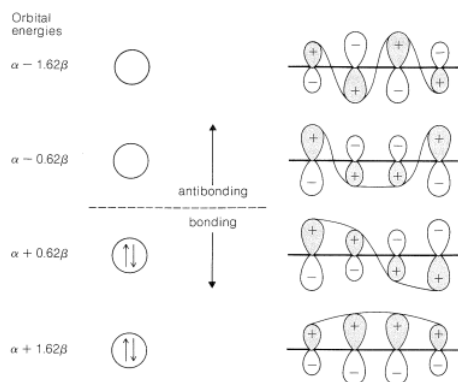 Orbital
energies
α − 1.62β
+ − + −
− + − +
α − 0.62β
+ − − +
− + + −
antibonding
bonding
α + 0.62β
+ + − −
− − + +
α + 1.62β
+ + + +
− − − −